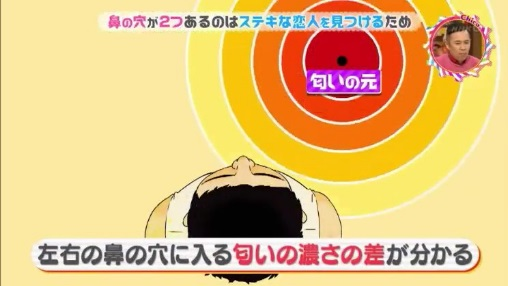 鼻の穴が2つあるのはステキな恋人を見つけるため
匂いの元
左右の鼻の穴に入る匂いの濃さの差が分かる